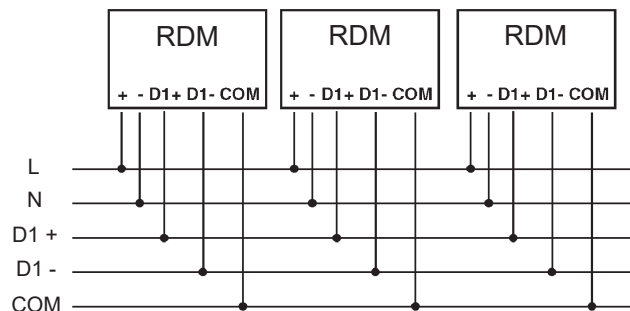 RDM RDM RDM
+ - D1+ D1- COM + - D1+ D1- COM + - D1+ D1- COM
L
N
D1 +
D1 -
COM